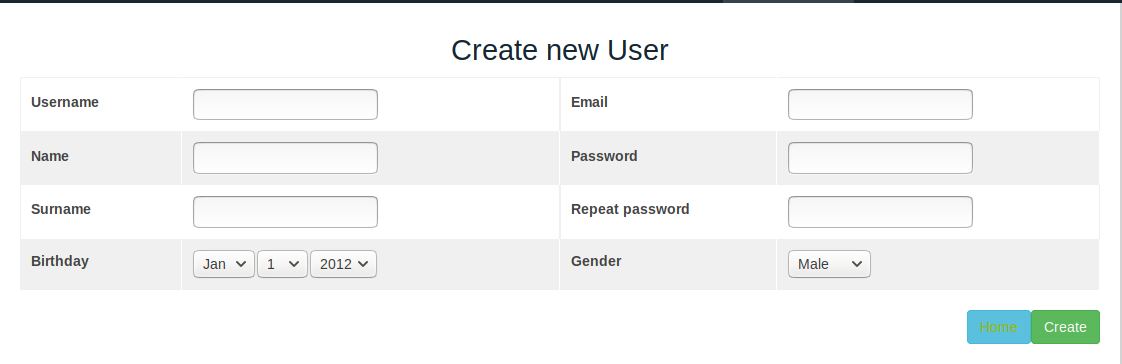 Create new User
Username Email
Name Password
Surname Repeat password
Birthday Jan 1 2012 Gender Male
Home Create